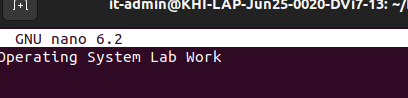 it-admin@KHI-LAP-Jun25-0020-DVi7-13: ~/
GNU nano 6.2
Operating System Lab Work